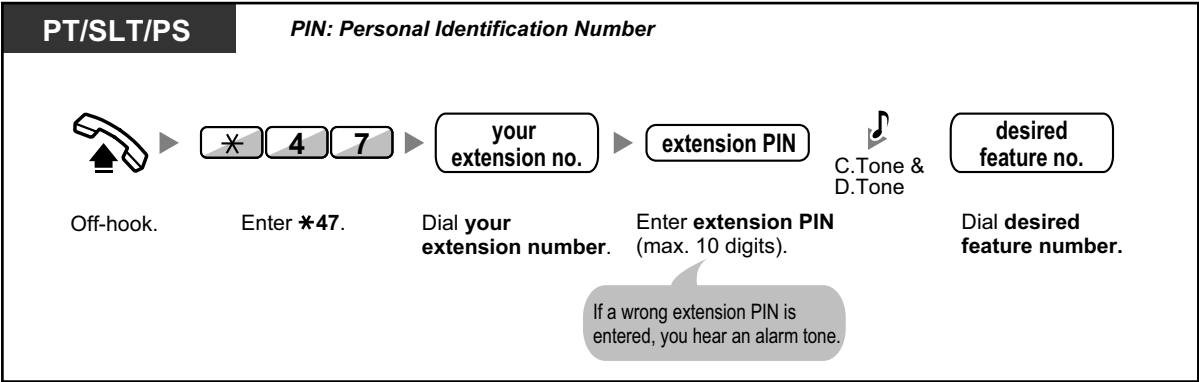 PT/SLT/PS
PIN: Personal Identification Number
✳ 4 7
your
extension no.
extension PIN
C.Tone &
D.Tone
desired
feature no.
Off-hook.
Enter ✳47.
Dial your
extension number.
Enter extension PIN
(max. 10 digits).
Dial desired
feature number.
If a wrong extension PIN is
entered, you hear an alarm tone.